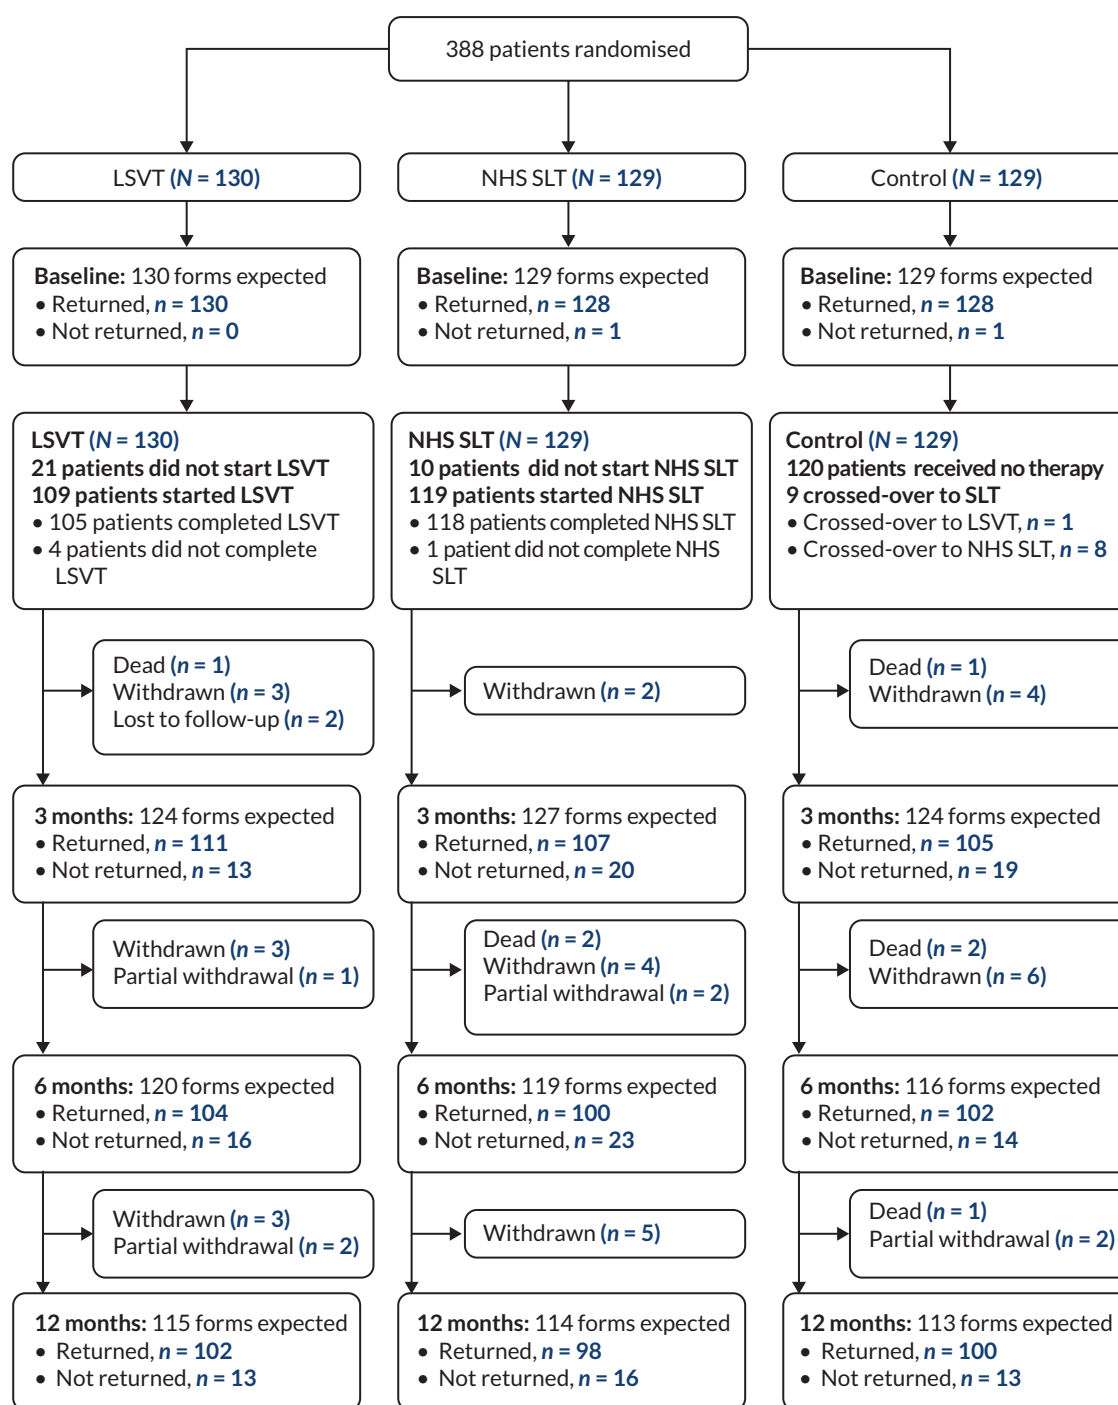 388 patients randomised
LSVT (N = 130)
NHS SLT (N = 129)
Control (N = 129)
Baseline: 130 forms expected
• Returned, n = 130
• Not returned, n = 0
Baseline: 129 forms expected
• Returned, n = 128
• Not returned, n = 1
Baseline: 129 forms expected
• Returned, n = 128
• Not returned, n = 1
LSVT (N = 130)
21 patients did not start LSVT
109 patients started LSVT
• 105 patients completed LSVT
• 4 patients did not complete
LSVT
NHS SLT (N = 129)
10 patients did not start NHS SLT
119 patients started NHS SLT
• 118 patients completed NHS SLT
• 1 patient did not complete NHS
SLT
Control (N = 129)
120 patients received no therapy
9 crossed-over to SLT
• Crossed-over to LSVT, n = 1
• Crossed-over to NHS SLT, n = 8
Dead (n = 1)
Withdrawn (n = 3)
Lost to follow-up (n = 2)
Withdrawn (n = 2)
Dead (n = 1)
Withdrawn (n = 4)
3 months: 124 forms expected
• Returned, n = 111
• Not returned, n = 13
3 months: 127 forms expected
• Returned, n = 107
• Not returned, n = 20
3 months: 124 forms expected
• Returned, n = 105
• Not returned, n = 19
Withdrawn (n = 3)
Partial withdrawal (n = 1)
Dead (n = 2)
Withdrawn (n = 4)
Partial withdrawal (n = 2)
Dead (n = 2)
Withdrawn (n = 6)
6 months: 120 forms expected
• Returned, n = 104
• Not returned, n = 16
6 months: 119 forms expected
• Returned, n = 100
• Not returned, n = 23
6 months: 116 forms expected
• Returned, n = 102
• Not returned, n = 14
Withdrawn (n = 3)
Partial withdrawal (n = 2)
Withdrawn (n = 5)
Dead (n = 1)
Partial withdrawal (n = 2)
12 months: 115 forms expected
• Returned, n = 102
• Not returned, n = 13
12 months: 114 forms expected
• Returned, n = 98
• Not returned, n = 16
12 months: 113 forms expected
• Returned, n = 100
• Not returned, n = 13